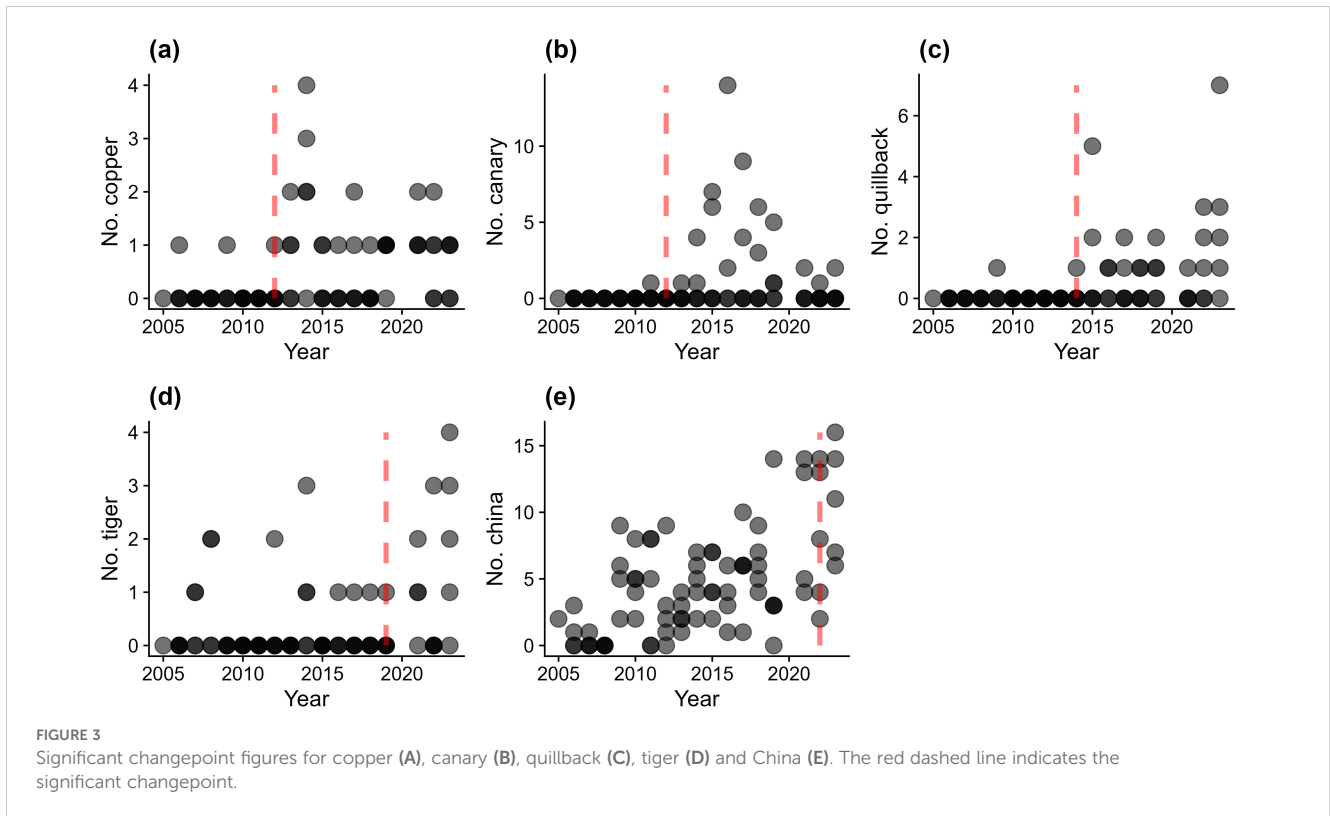 (a)
No. copper
4
3
2
1
0
2005 2010 2015 2020
Year
(b)
No. canary
10
5
0
2005 2010 2015 2020
Year
(c)
No. quillback
6
4
2
0
2005 2010 2015 2020
Year
(d)
No. tiger
4
3
2
1
0
2005 2010 2015 2020
Year
(e)
No. china
15
10
5
0
2005 2010 2015 2020
Year
FIGURE 3
Significant changepoint figures for copper (A), canary (B), quillback (C), tiger (D) and China (E). The red dashed line indicates the
significant changepoint.